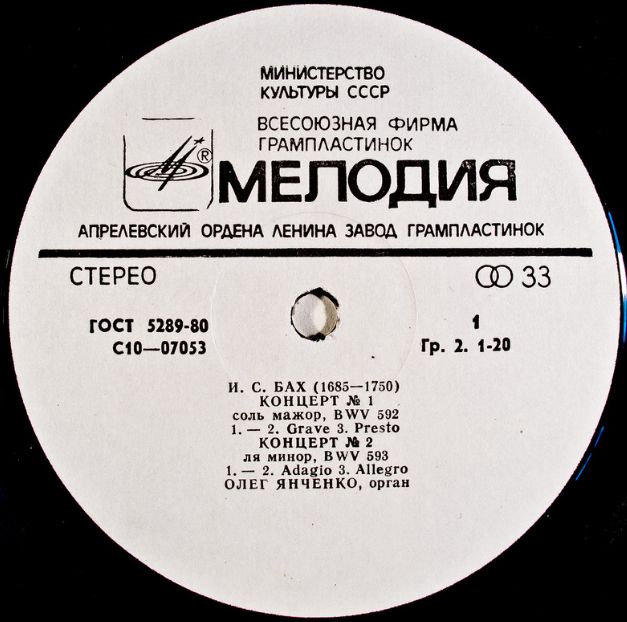 МИНИСТЕРСТВО
КУЛЬТУРЫ СССР
ВСЕСОЮЗНАЯ ФИРМА
ГРАМПЛАСТИНОК
®
МЕЛОДИЯ
АПРЕЛЕВСКИЙ ОРДЕНА ЛЕНИНА ЗАВОД ГРАМПЛАСТИНОК
СТЕРЕО 33
ГОСТ 5289-80 1
С10—07053 Гр. 2. 1-20
И. С. БАХ (1685—1750)
КОНЦЕРТ № 1
соль мажор, BWV 592
1. — 2. Grave 3. Presto
КОНЦЕРТ № 2
ля минор, BWV 593
1. — 2. Adagio 3. Allegro
ОЛЕГ ЯНЧЕНКО, орган